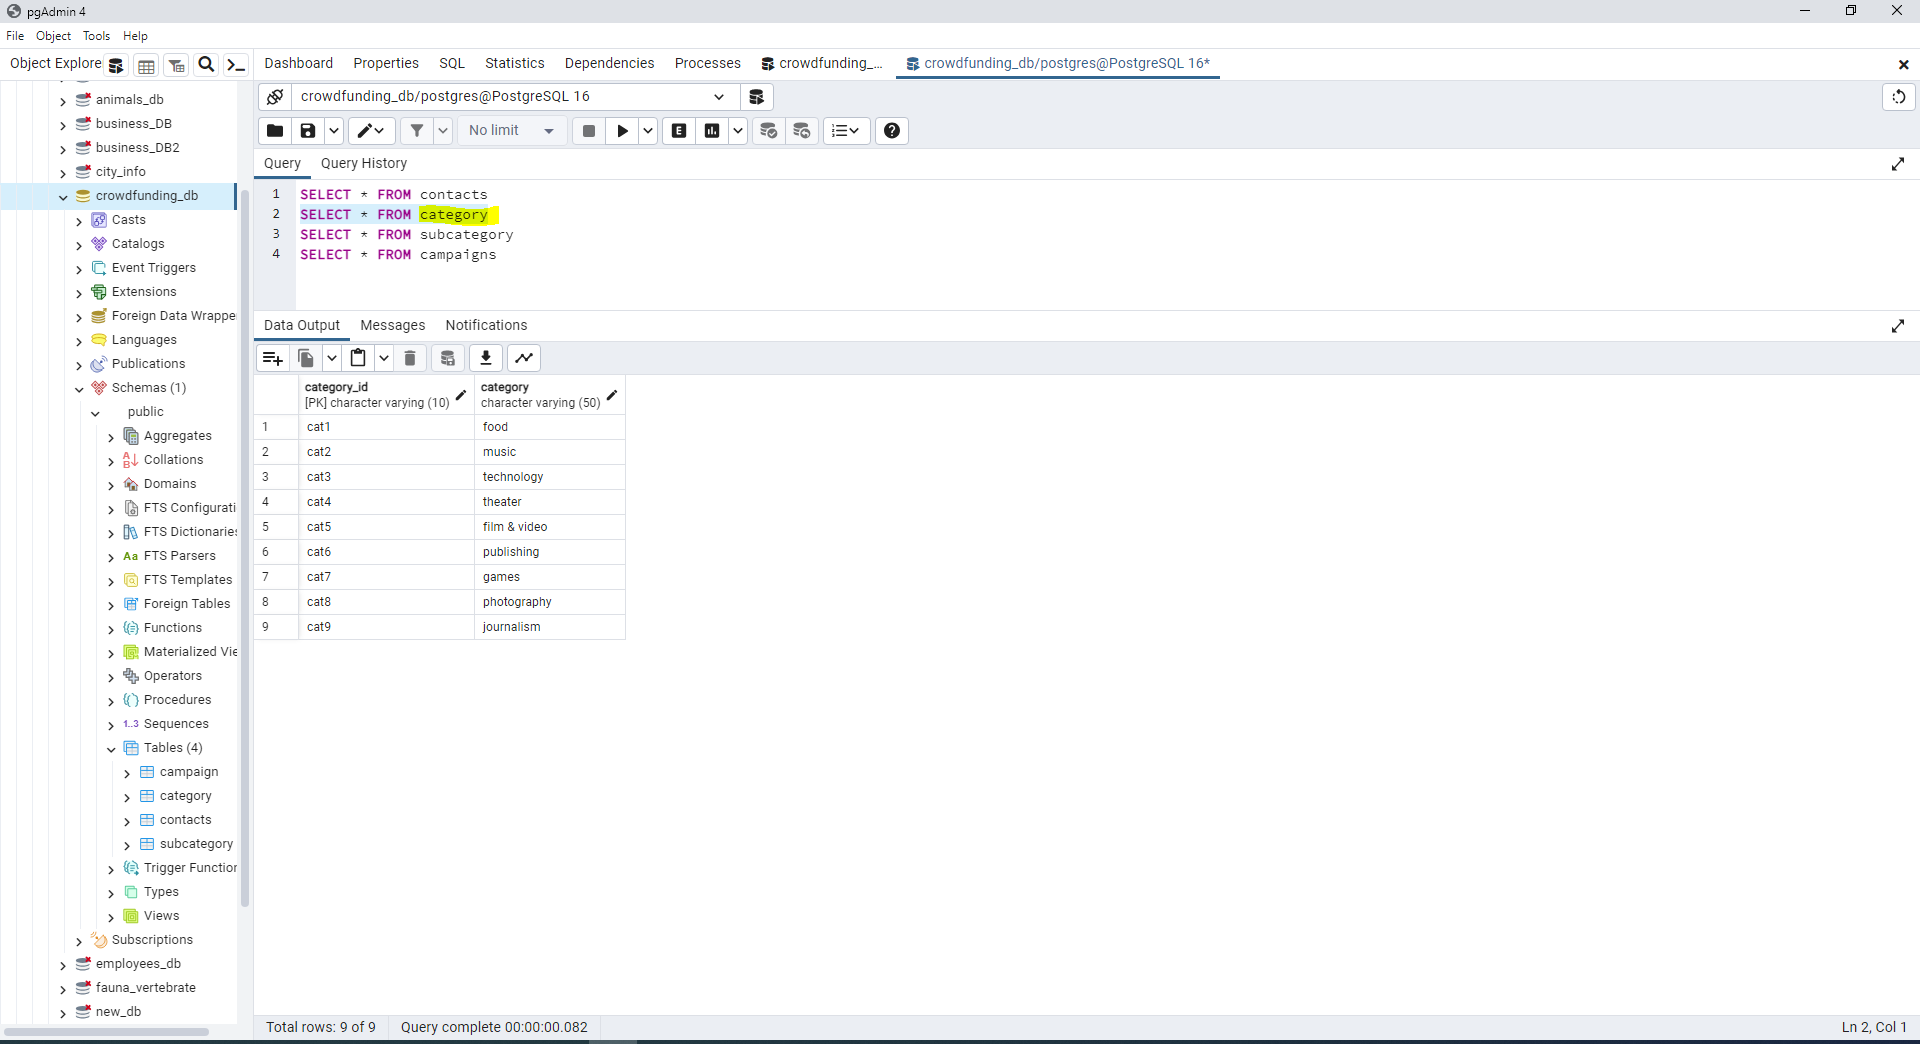 pgAdmin 4
File Object Tools Help
Object Explore
Dashboard Properties SQL Statistics Dependencies Processes crowdfunding_... crowdfunding_db/postgres@PostgreSQL 16*
animals_db
business_DB
business_DB2
city_info
crowdfunding_db
Casts
Catalogs
Event Triggers
Extensions
Foreign Data Wrappe
Languages
Publications
Schemas (1)
public
Aggregates
Collations
Domains
FTS Configurati
FTS Dictionaries
Aa FTS Parsers
FTS Templates
Foreign Tables
Functions
Materialized Vie
Operators
Procedures
1..3 Sequences
Tables (4)
campaign
category
contacts
subcategory
Trigger Function
Types
Views
Subscriptions
employees_db
fauna_vertebrate
new_db
crowdfunding_db/postgres@PostgreSQL 16
No limit E
Query Query History
1 SELECT * FROM contacts
2 SELECT * FROM category
3 SELECT * FROM subcategory
4 SELECT * FROM campaigns
Data Output Messages Notifications
category_id category
[PK] character varying (10) character varying (50)
1 cat1 food
2 cat2 music
3 cat3 technology
4 cat4 theater
5 cat5 film & video
6 cat6 publishing
7 cat7 games
8 cat8 photography
9 cat9 journalism
Total rows: 9 of 9 Query complete 00:00:00.082 Ln 2, Col 1